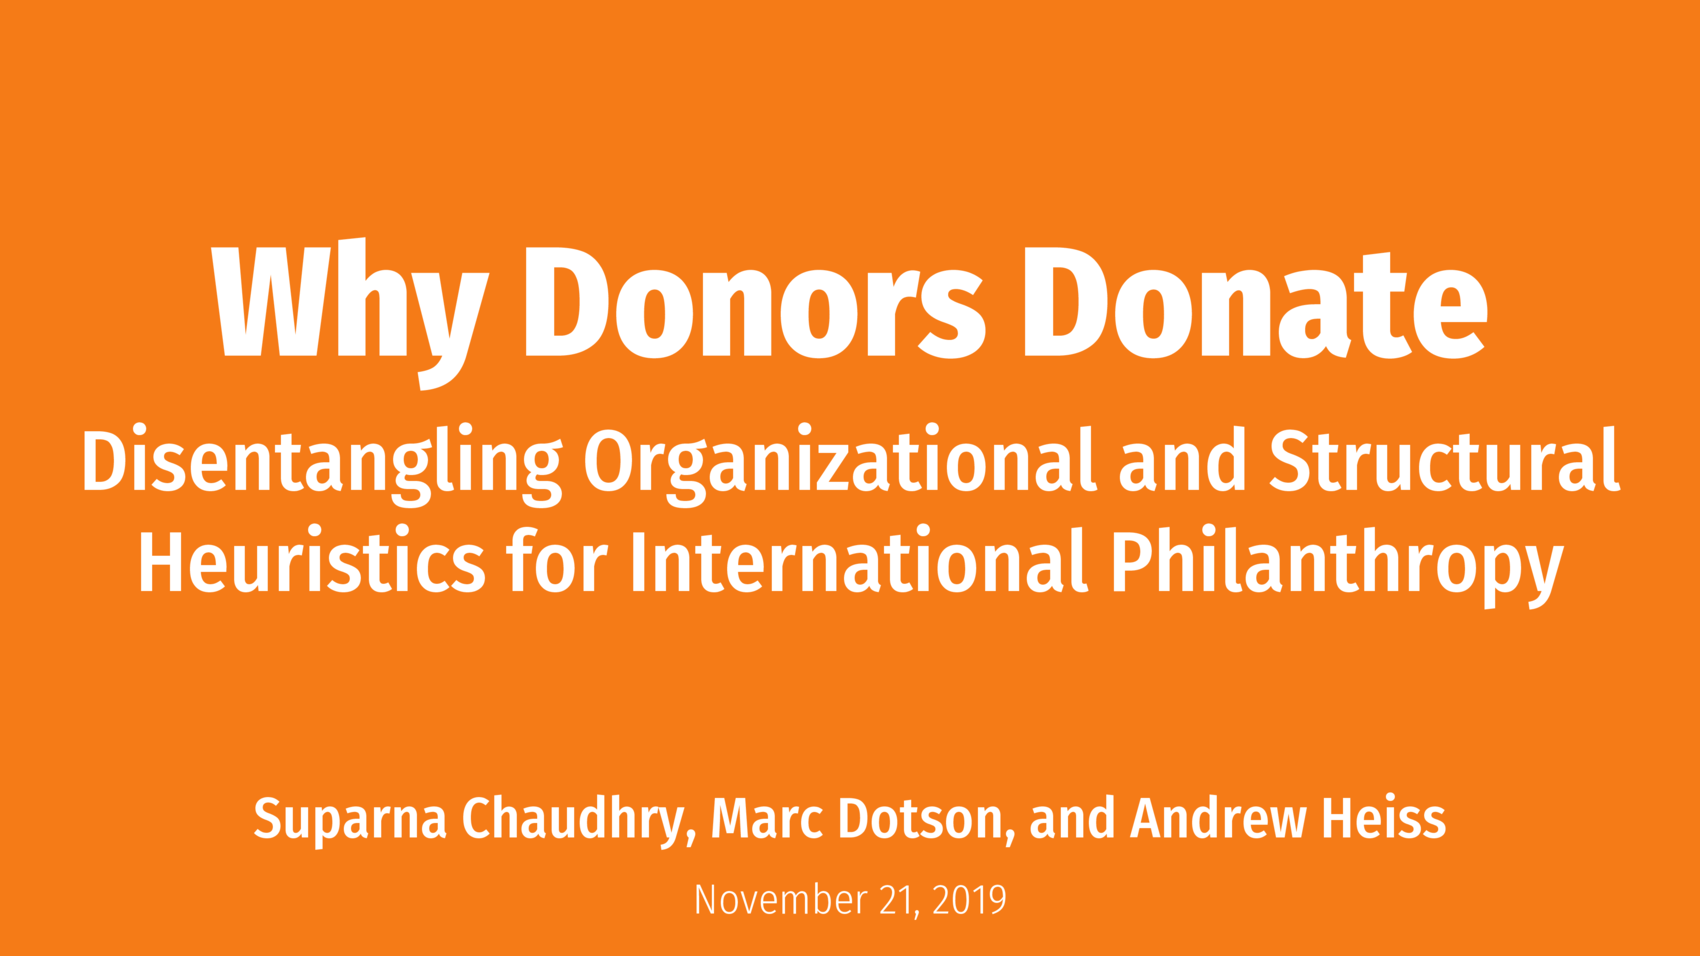 Why Donors Donate
Disentangling Organizational and Structural
Heuristics for International Philanthropy
Suparna Chaudhry, Marc Dotson, and Andrew Heiss
November 21, 2019